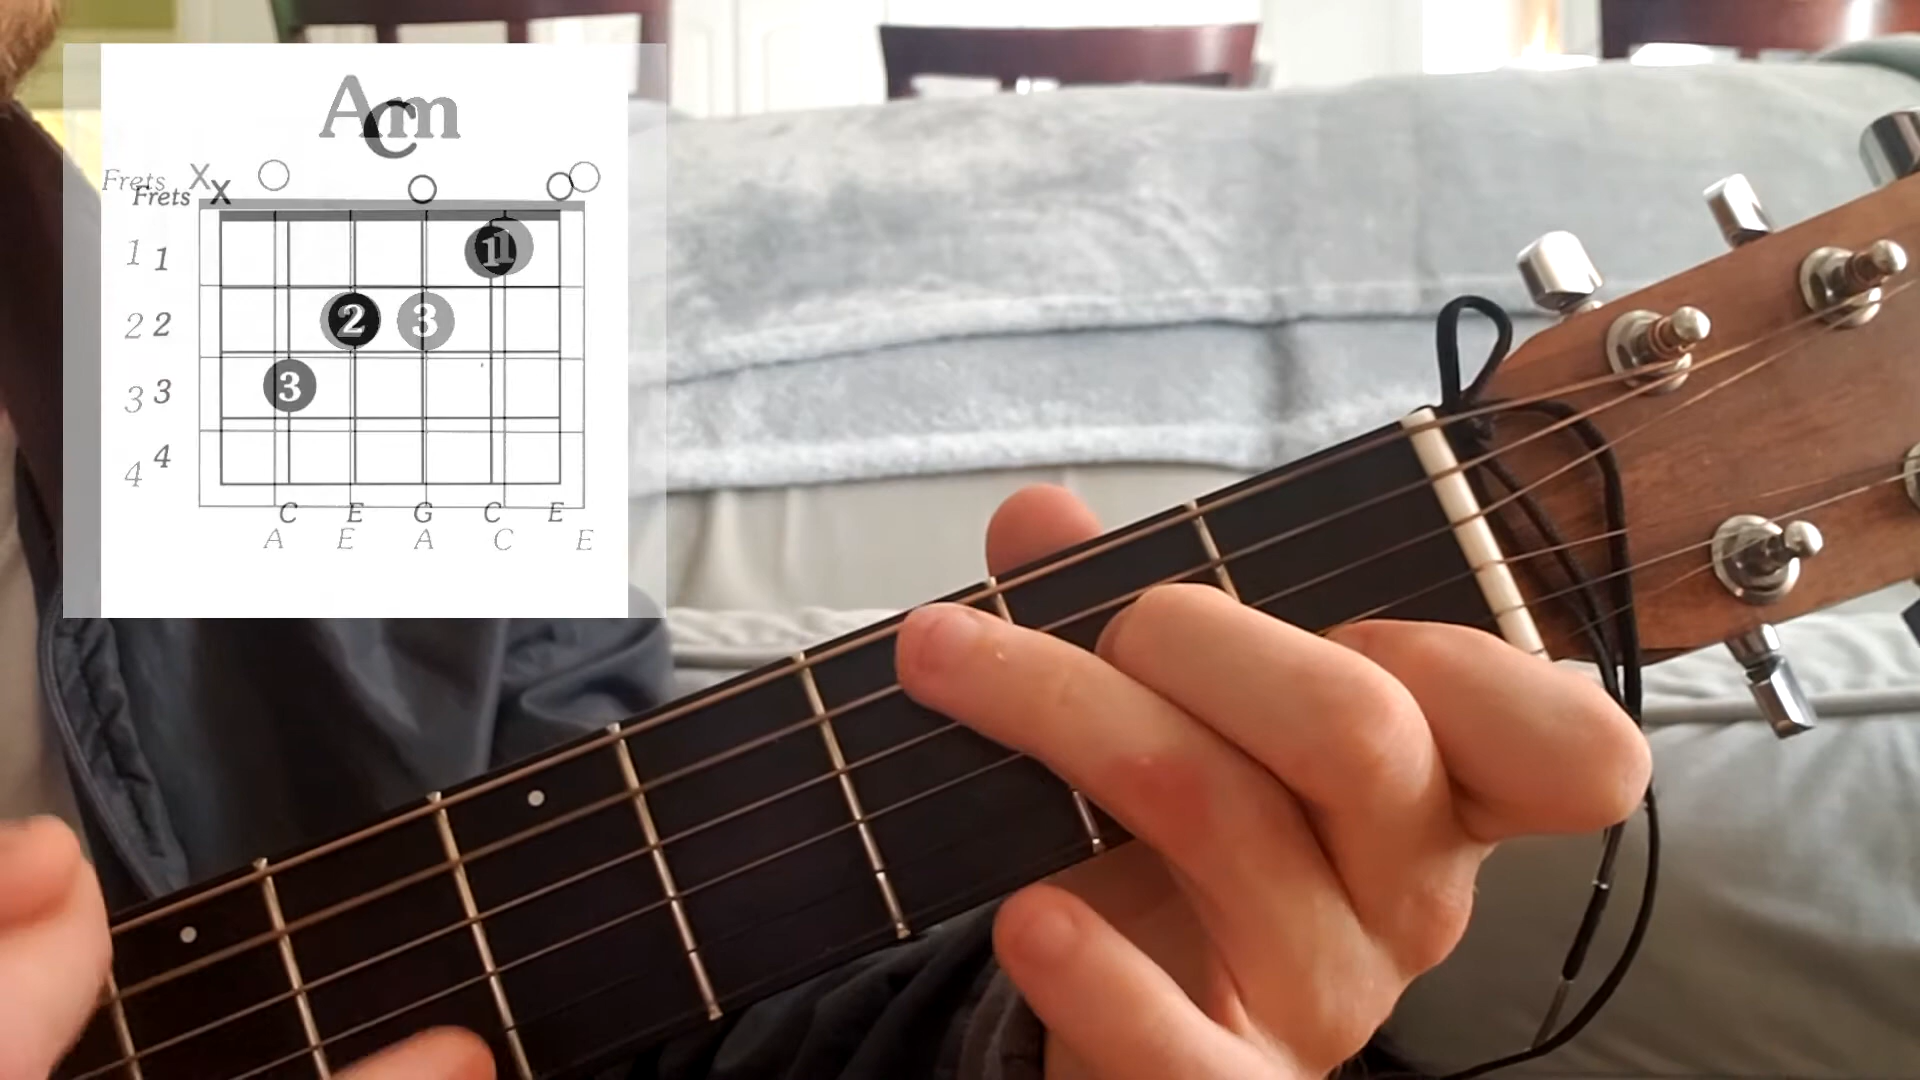 Am
C
Frets X O O
Frets X O O
1 1 1 1
2 2 2 3
3 3 3
4 4
C E G C E
A E A C E